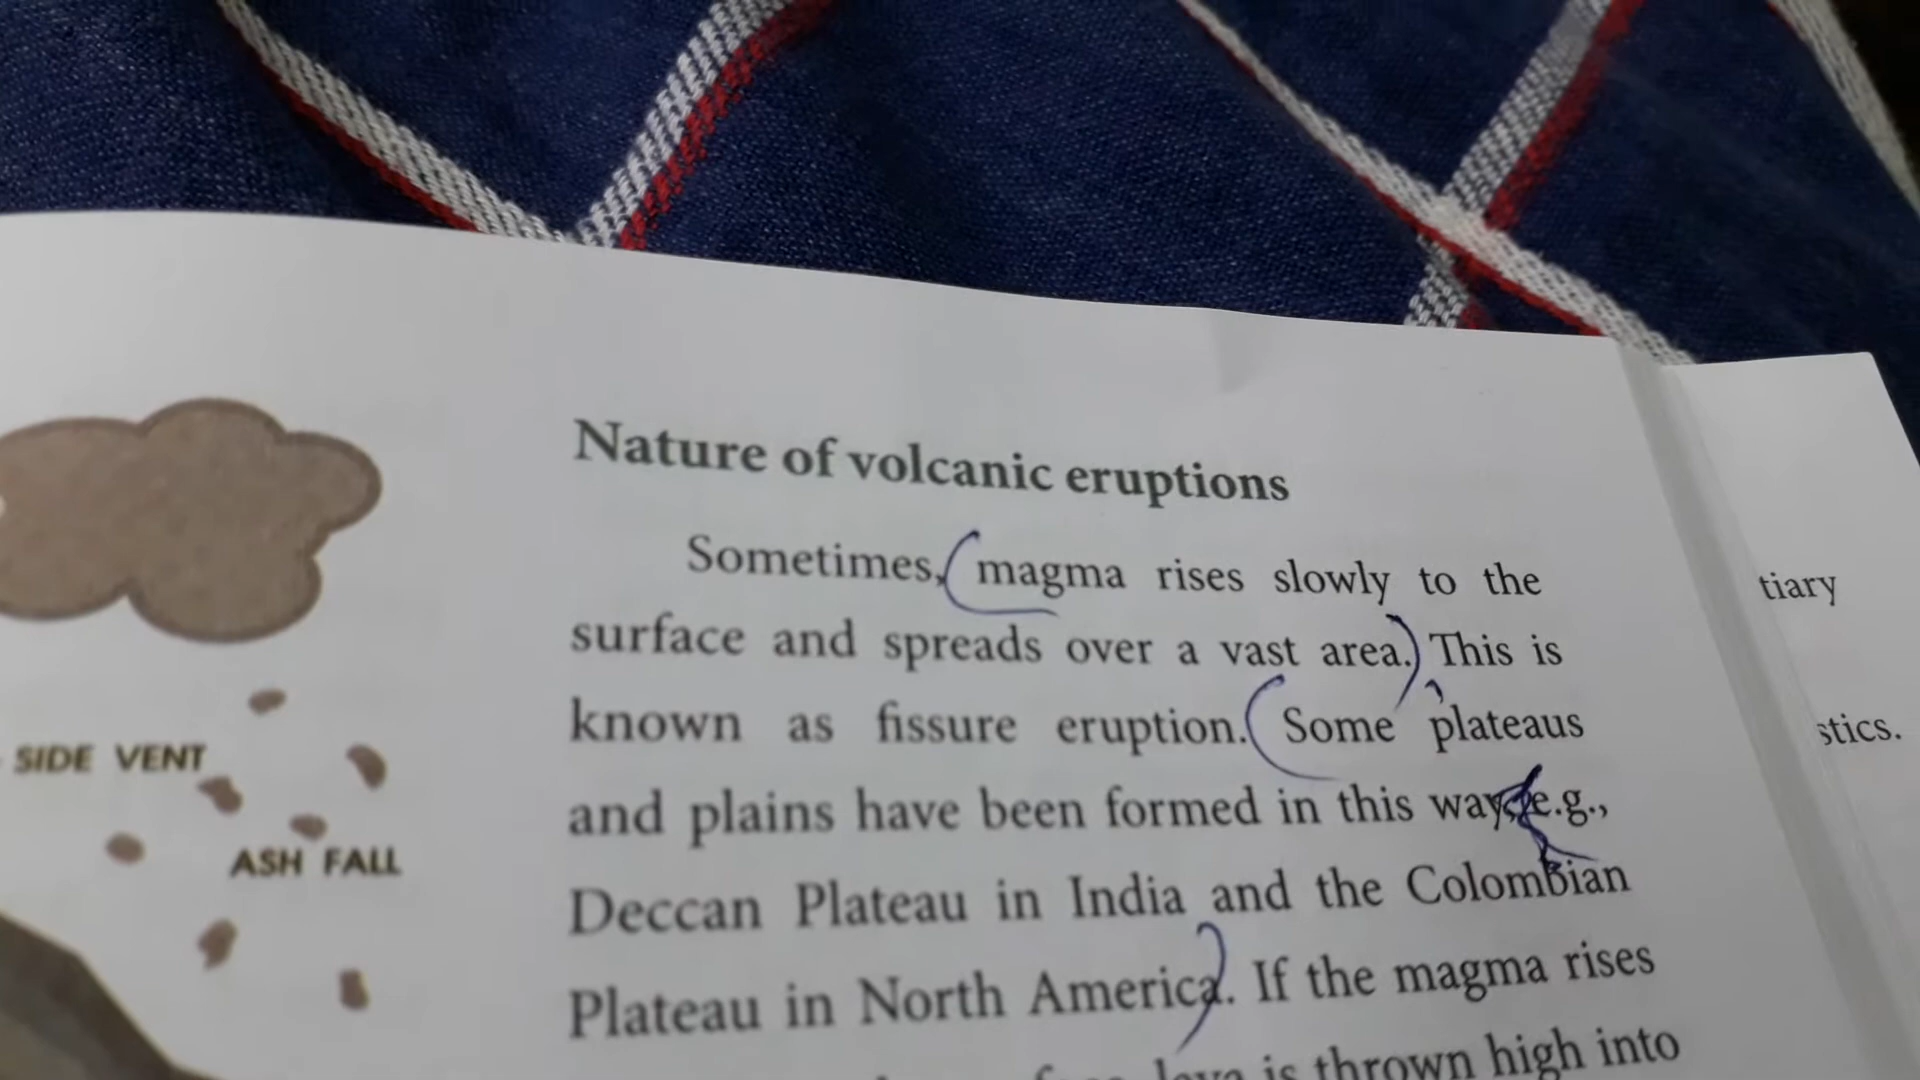 Nature of volcanic eruptions
Sometimes, magma rises slowly to the
surface and spreads over a vast area. This is
known as fissure eruption. Some plateaus
and plains have been formed in this way e.g.,
Deccan Plateau in India and the Colombian
Plateau in North America. If the magma rises
is thrown high into
SIDE VENT
ASH FALL
tiary
stics.